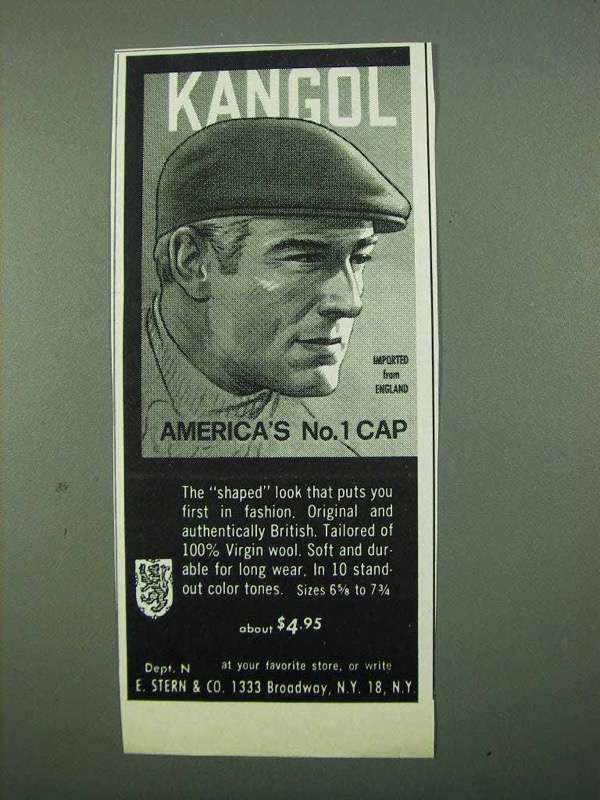 KANGOL
IMPORTED
from
ENGLAND
AMERICA'S No.1 CAP
The "shaped" look that puts you
first in fashion. Original and
authentically British. Tailored of
100% Virgin wool. Soft and dur-
able for long wear. In 10 stand-
out color tones. Sizes 6⅝ to 7¾
about $4.95
Dept. N at your favorite store, or write
E. STERN & CO. 1333 Broadway, N.Y. 18, N.Y.